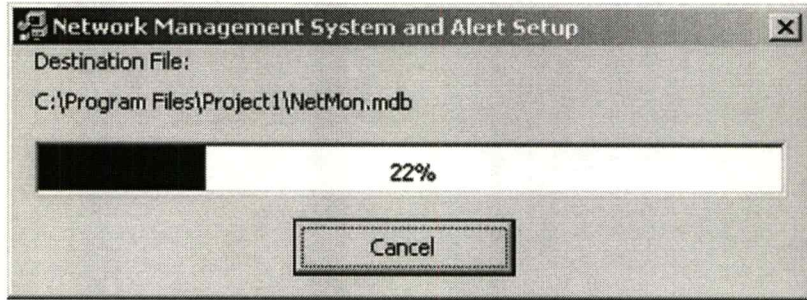 Network Management System and Alert Setup
Destination File:
C:\Program Files\Project1\NetMon.mdb
22%
Cancel